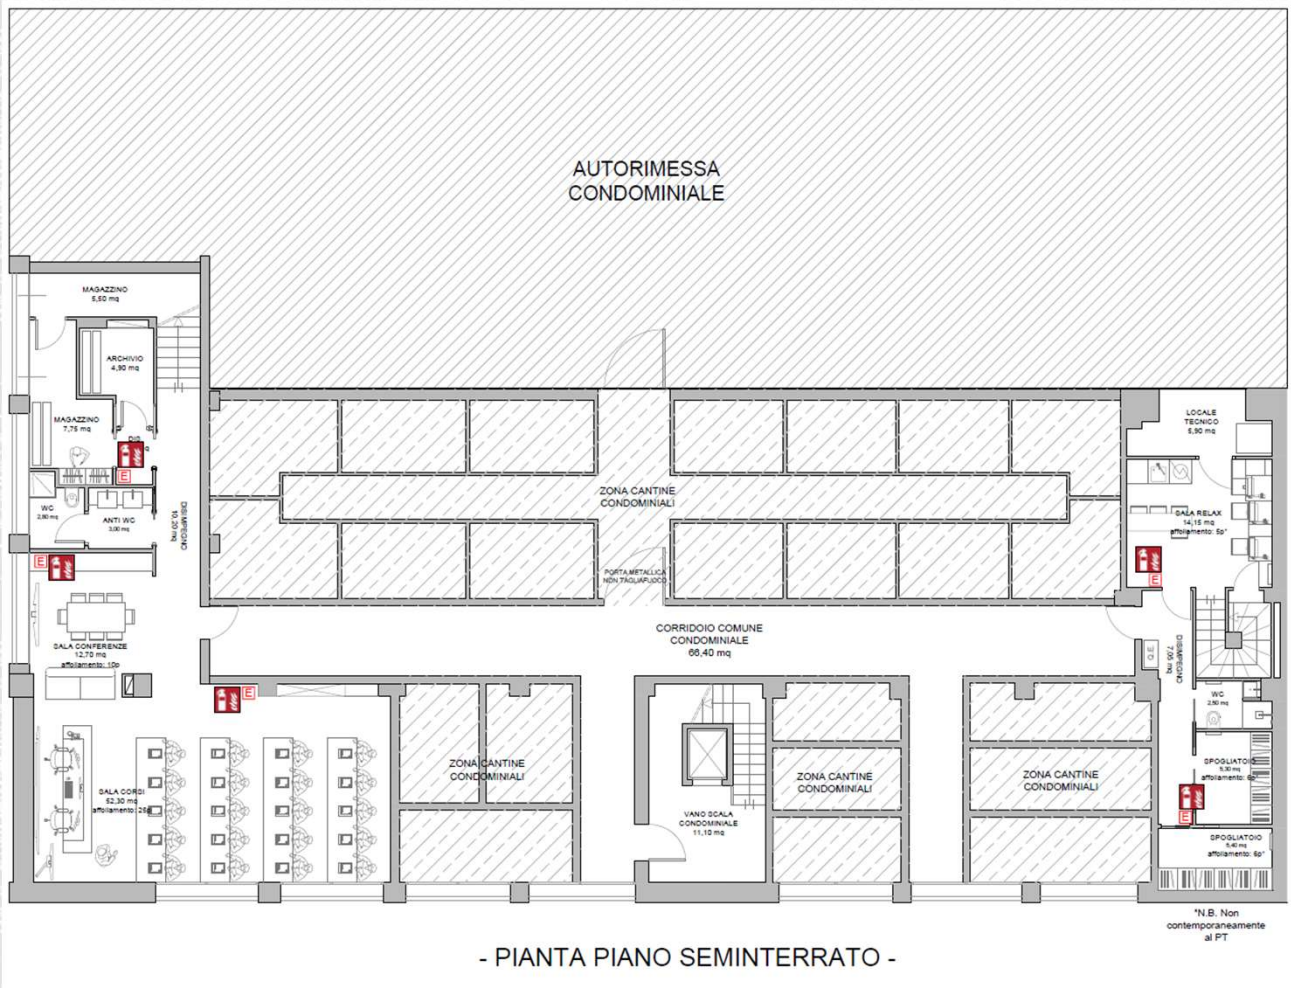 AUTORIMESSA
CONDOMINIALE
MAGAZZINO
5,50 mq
ARCHIVIO
4,90 mq
MAGAZZINO
7,75 mq
DIS
E
WC
2,80 mq
ANTI WC
3,00 mq
DISIMPEGNO
10,20 mq
E
SALA CONFERENZE
12,70 mq
affollamento: 10p
E
SALA CORSI
52,30 mq
affollamento: 25p
ZONA CANTINE
CONDOMINIALI
PORTA METALLICA
NON TAGLIAFUOCO
CORRIDOIO COMUNE
CONDOMINIALE
66,40 mq
ZONA CANTINE
CONDOMINIALI
VANO SCALA
CONDOMINIALE
11,10 mq
ZONA CANTINE
CONDOMINIALI
ZONA CANTINE
CONDOMINIALI
LOCALE
TECNICO
5,90 mq
SALA RELAX
14,15 mq
affollamento: 5p*
E
Q.E.
DISIMPEGNO
7,05 mq
WC
2,50 mq
SPOGLIATOIO
5,30 mq
affollamento: 6p*
E
SPOGLIATOIO
5,40 mq
affollamento: 6p*
*N.B. Non
contemporaneamente
al PT
- PIANTA PIANO SEMINTERRATO -